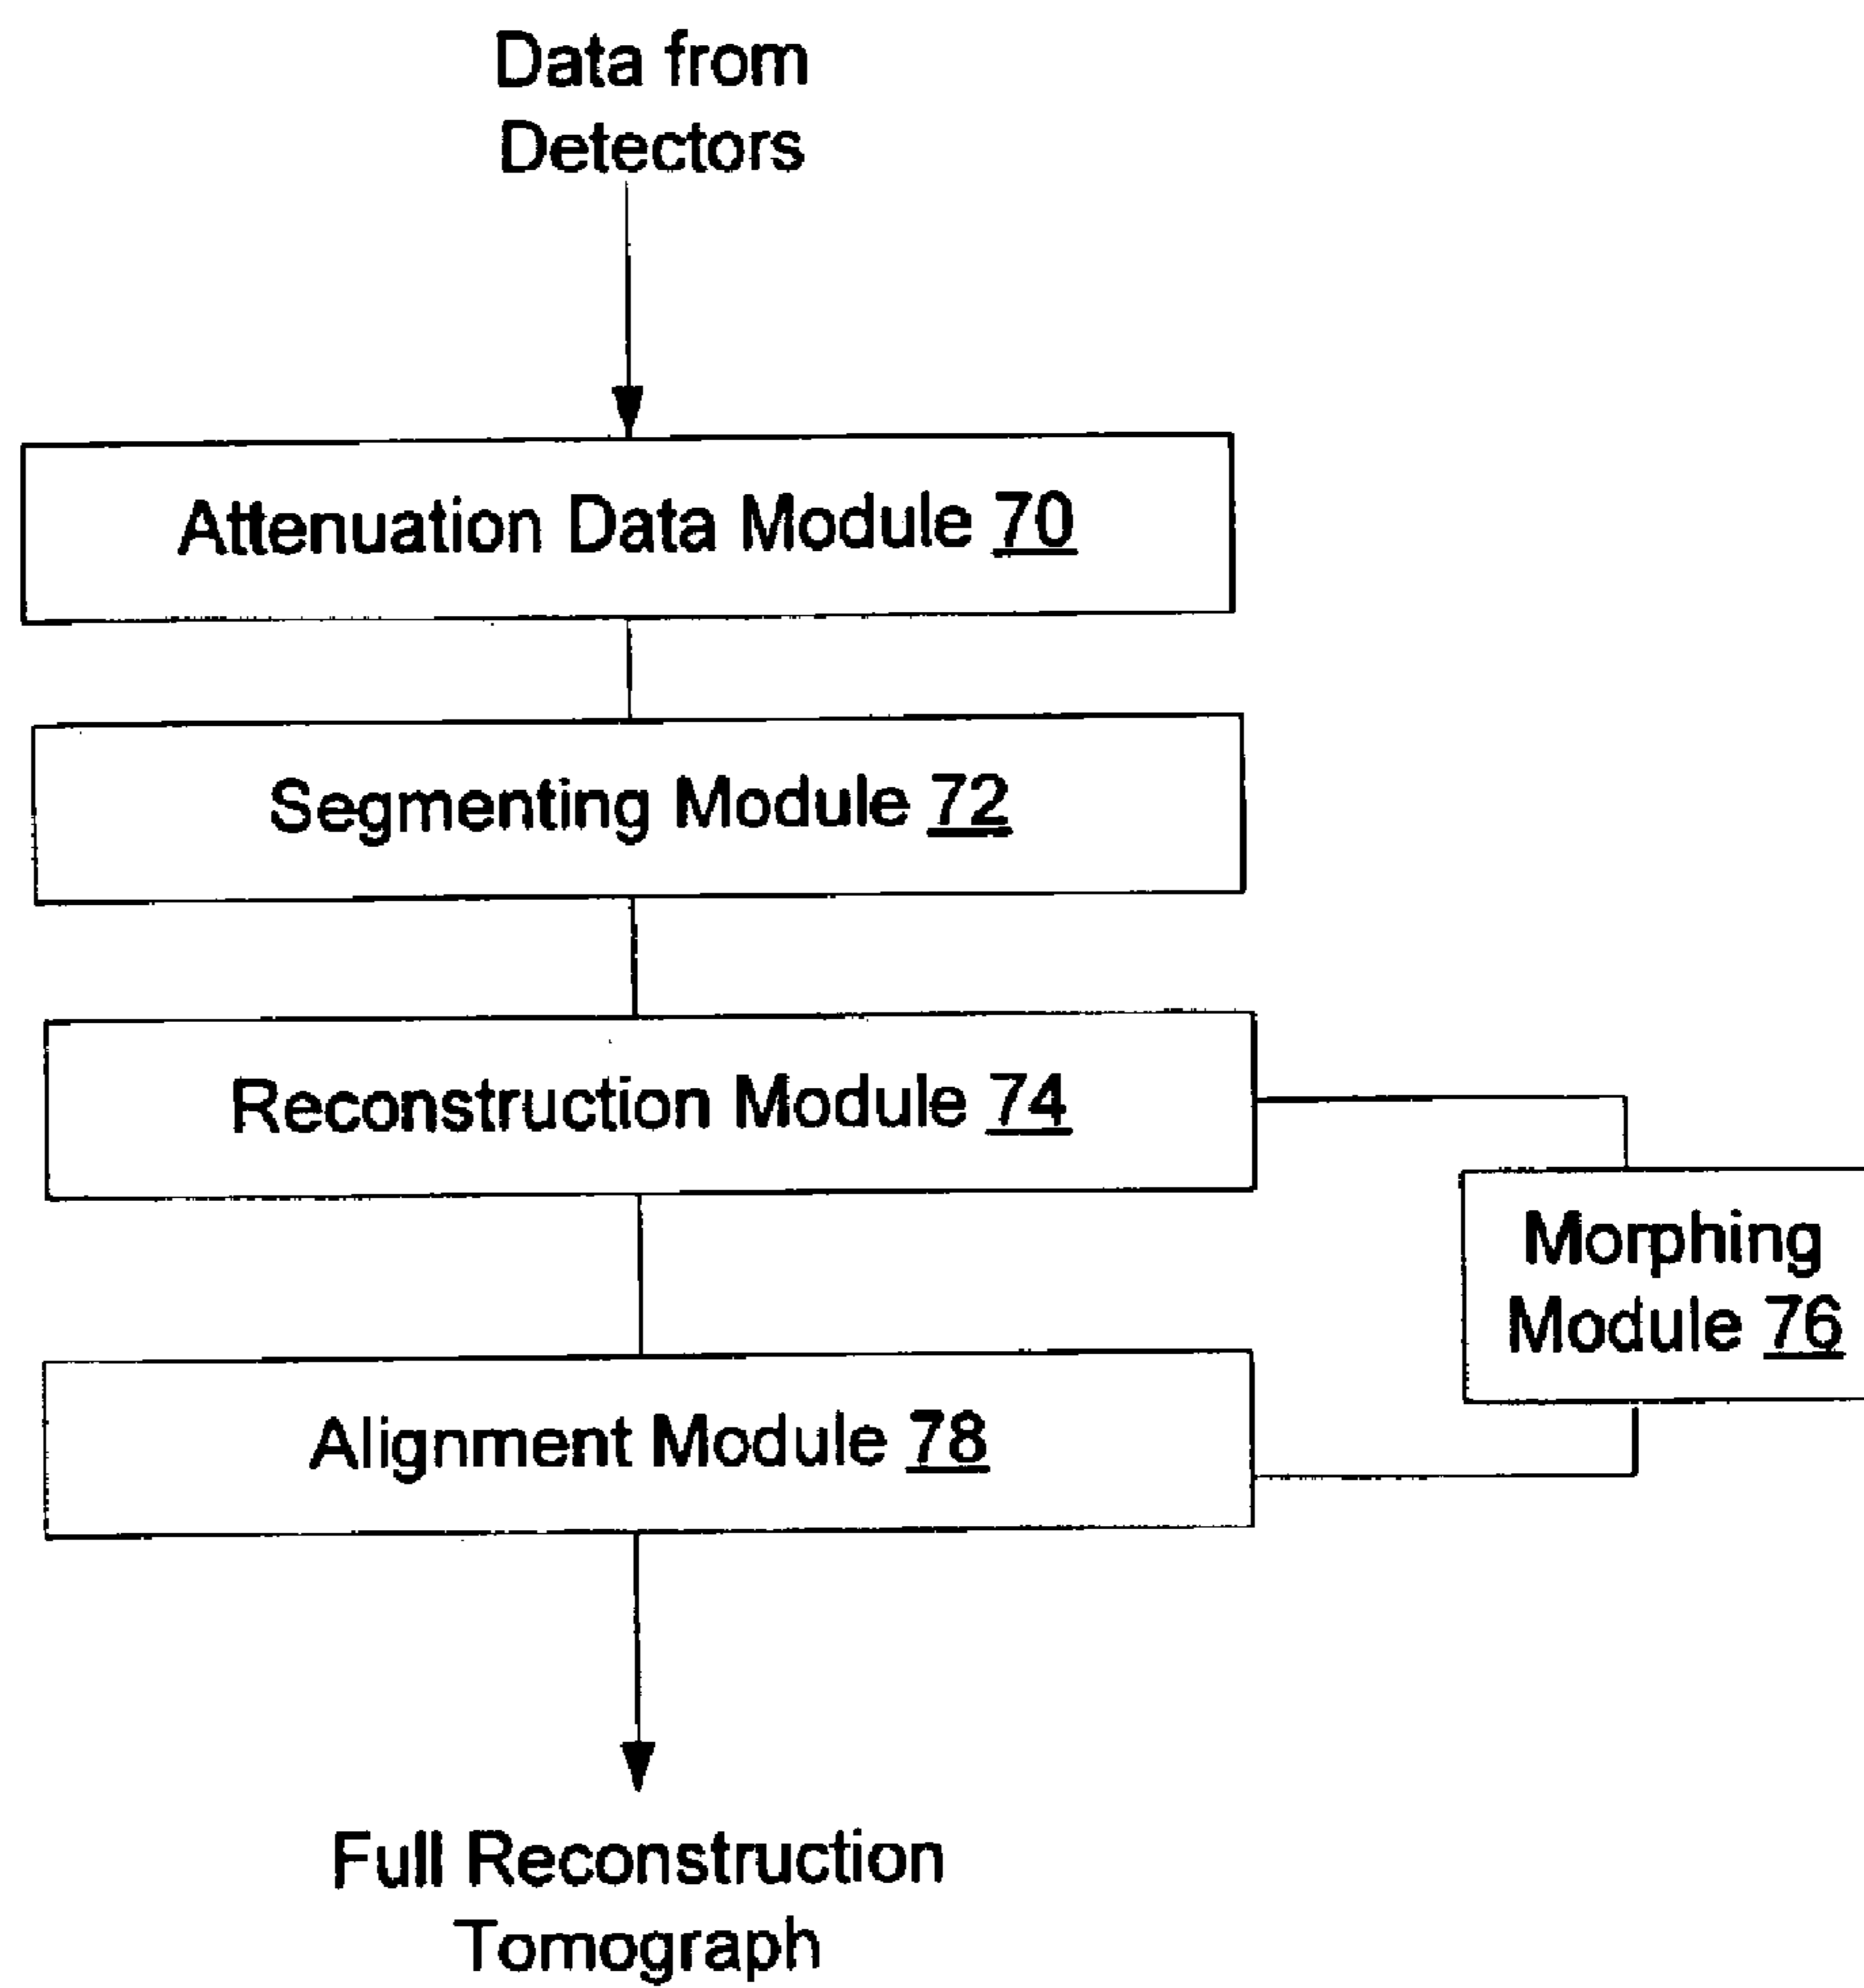 Data from
Detectors
Attenuation Data Module 70
Segmenting Module 72
Reconstruction Module 74
Morphing
Module 76
Alignment Module 78
Full Reconstruction
Tomograph